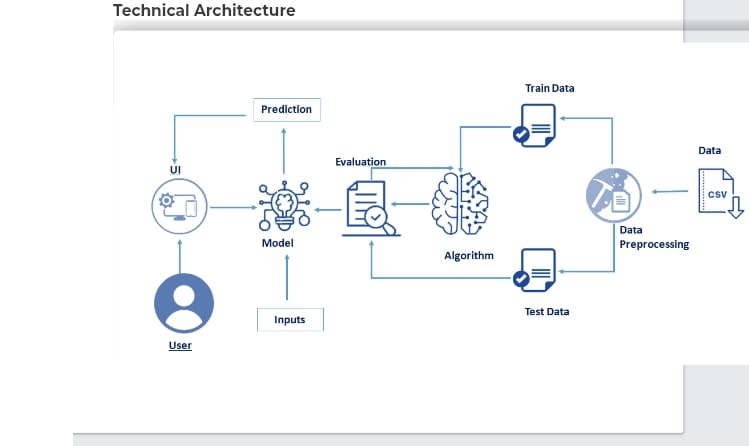 Technical Architecture
Train Data
Prediction
Data
Evaluation
UI
CSV
Data
Preprocessing
Model
Algorithm
Inputs
Test Data
User